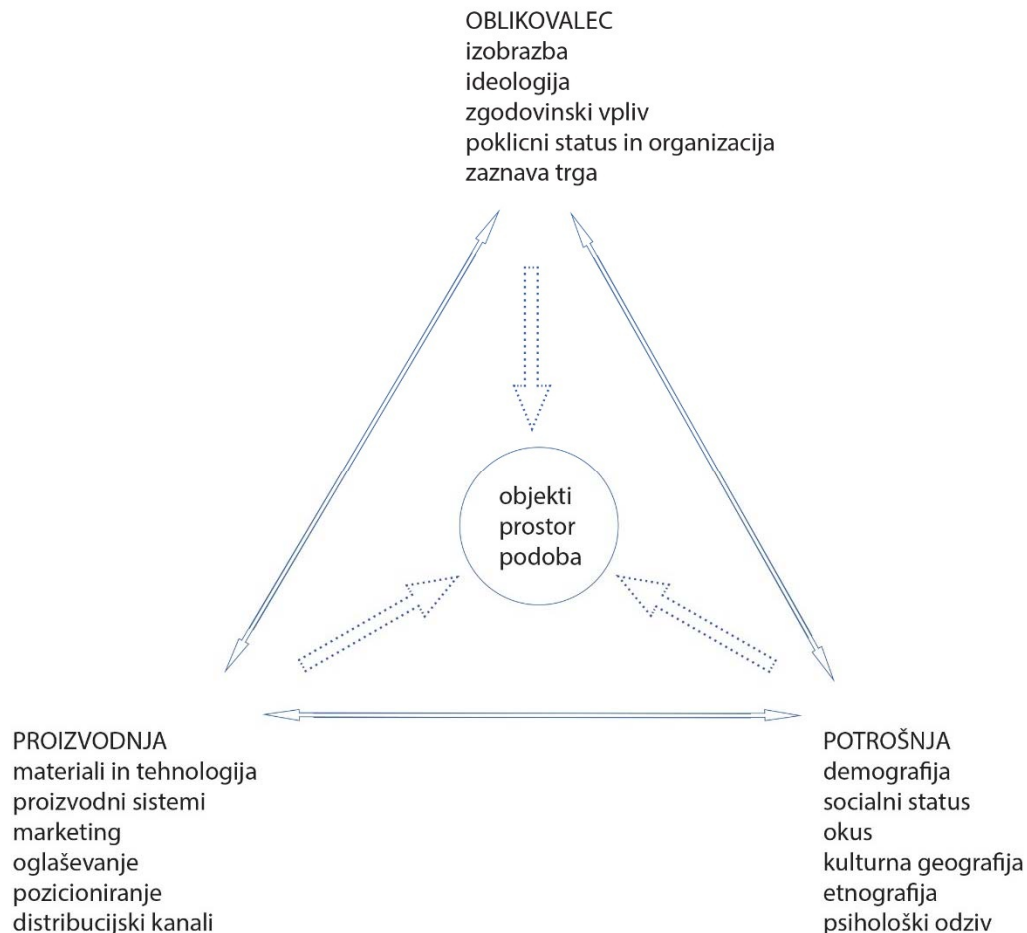 OBLIKOVALEC
izobrazba
ideologija
zgodovinski vpliv
poklicni status in organizacija
zaznava trga
objekti
prostor
podoba
PROIZVODNJA
materiali in tehnologija
proizvodni sistemi
marketing
oglaševanje
pozicioniranje
distribucijski kanali
POTROŠNJA
demografija
socialni status
okus
kulturna geografija
etnografija
psihološki odziv